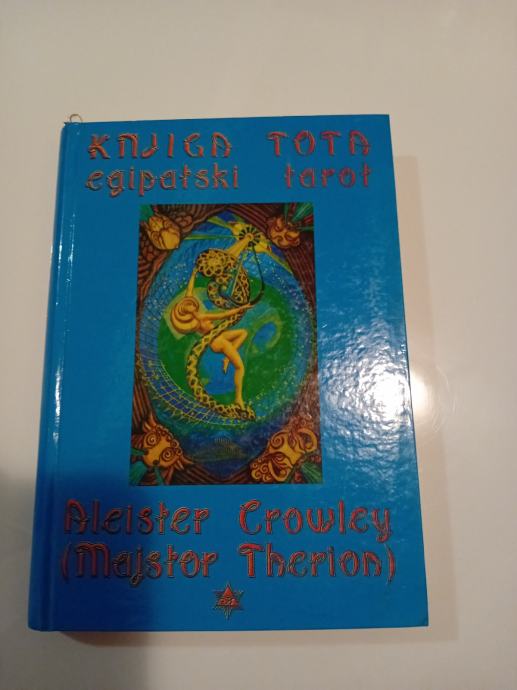 KNJIGA TOTA
egipatski tarot
Aleister Crowley
(Majstor Therion)